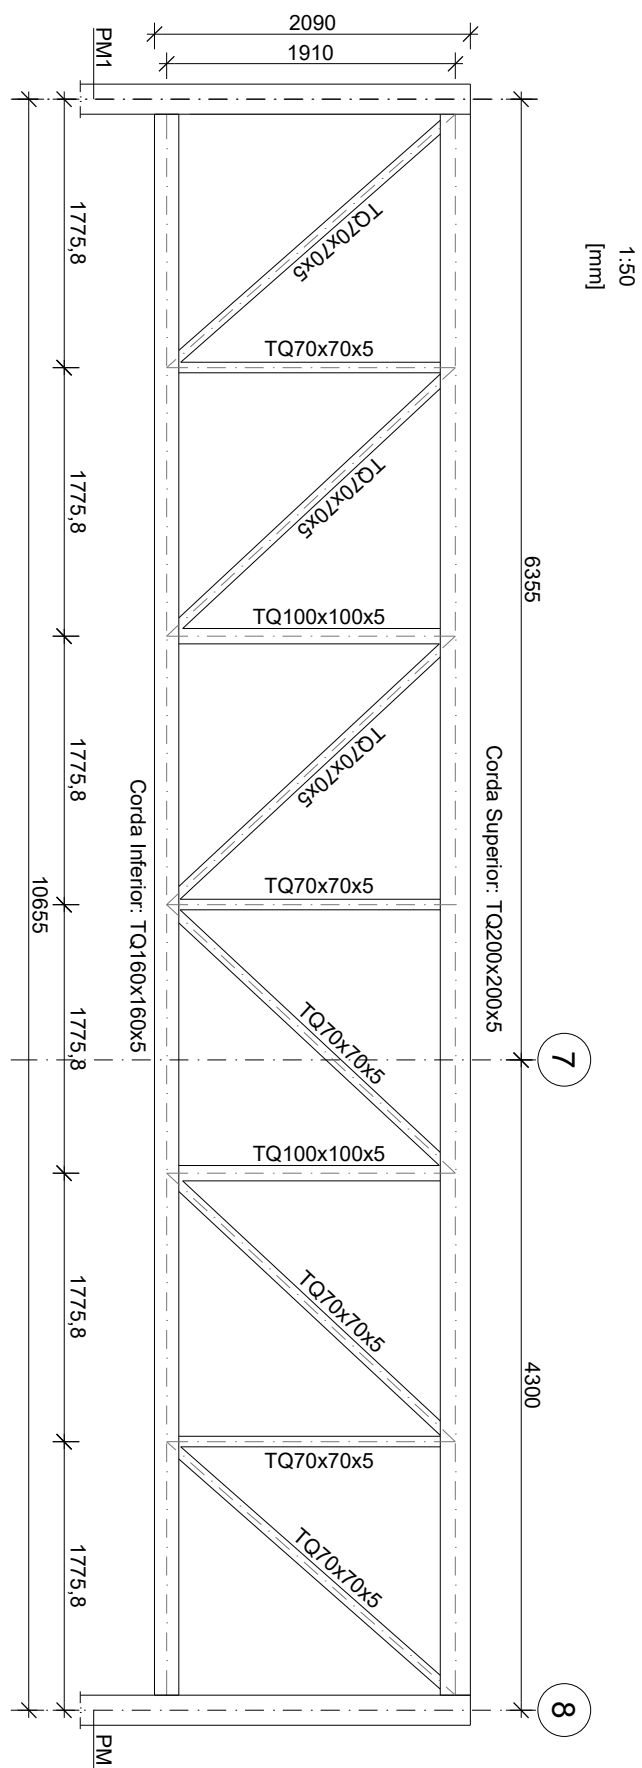 1:50
[mm]
2090
1910
PM1
6355
4300
7
8
Corda Superior: TQ200x200x5
TQ70x70x5
TQ70x70x5
TQ70x70x5
TQ100x100x5
TQ70x70x5
TQ70x70x5
TQ70x70x5
TQ100x100x5
TQ70x70x5
TQ70x70x5
TQ70x70x5
Corda Inferior: TQ160x160x5
1775,8
1775,8
1775,8
1775,8
1775,8
1775,8
10655
PM